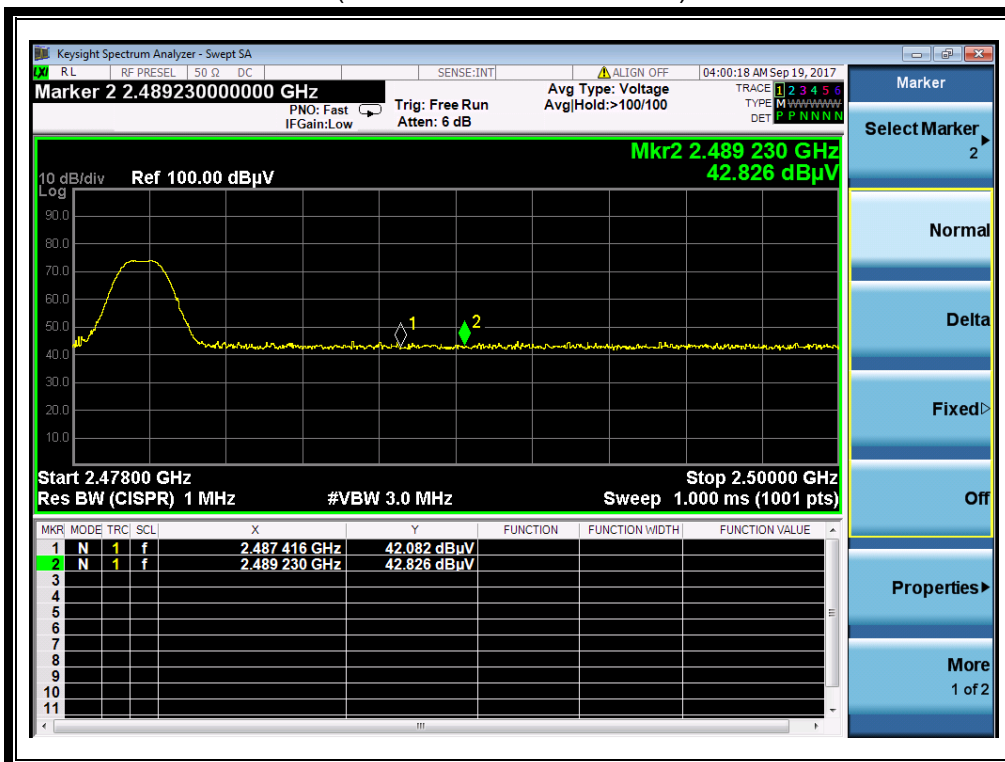 Keysight Spectrum Analyzer - Swept SA
LXI RL RF PRESEL 50 Ω DC SENSE:INT ALIGN OFF 04:00:18 AM Sep 19, 2017
Marker 2 2.489230000000 GHz
PNO: Fast
IFGain:Low
Trig: Free Run
Atten: 6 dB
Avg Type: Voltage
Avg|Hold:>100/100
TRACE 1 2 3 4 5 6
TYPE M W W W W W
DET P P N N N N
Mkr2 2.489 230 GHz
42.826 dBµV
10 dB/div Ref 100.00 dBµV
Log
90.0
80.0
70.0
60.0
50.0
40.0
30.0
20.0
10.0
1
2
Start 2.47800 GHz Stop 2.50000 GHz
Res BW (CISPR) 1 MHz #VBW 3.0 MHz Sweep 1.000 ms (1001 pts)
MKR MODE TRC SCL X Y FUNCTION FUNCTION WIDTH FUNCTION VALUE
1 N 1 f 2.487 416 GHz 42.082 dBµV
2 N 1 f 2.489 230 GHz 42.826 dBµV
3
4
5
6
7
8
9
10
11
Marker
Select Marker
2
Normal
Delta
Fixed
Off
Properties
More
1 of 2